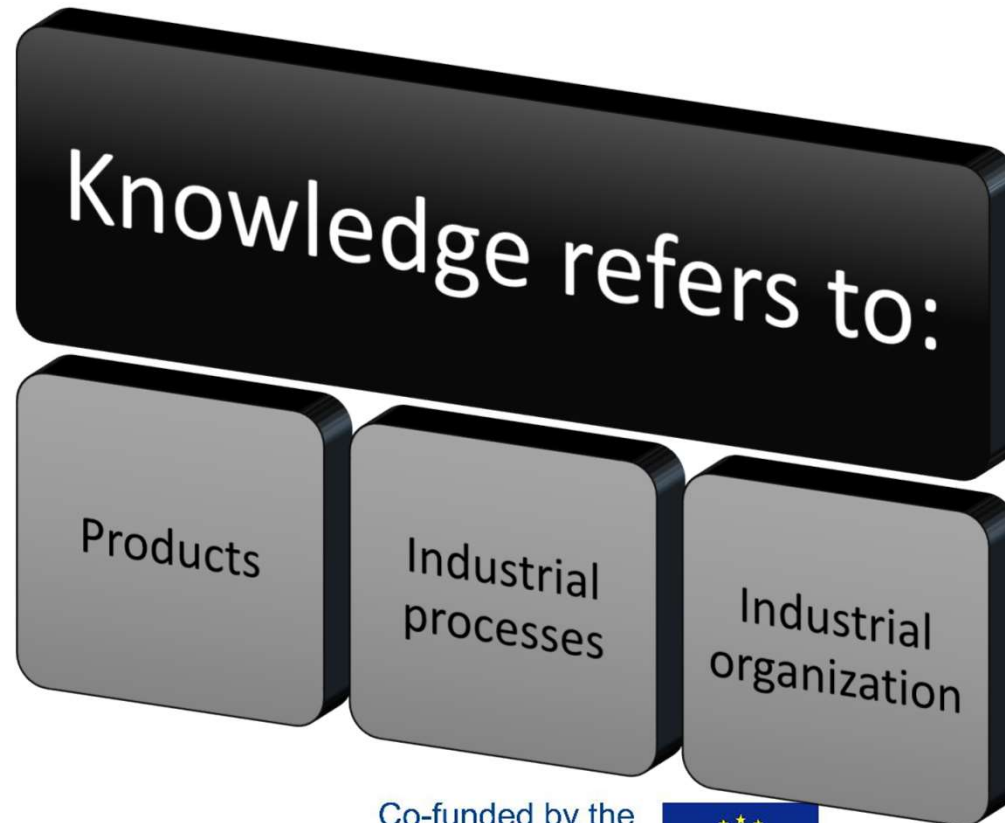 Knowledge refers to:
Products
Industrial
processes
Industrial
organization
Co-funded by the